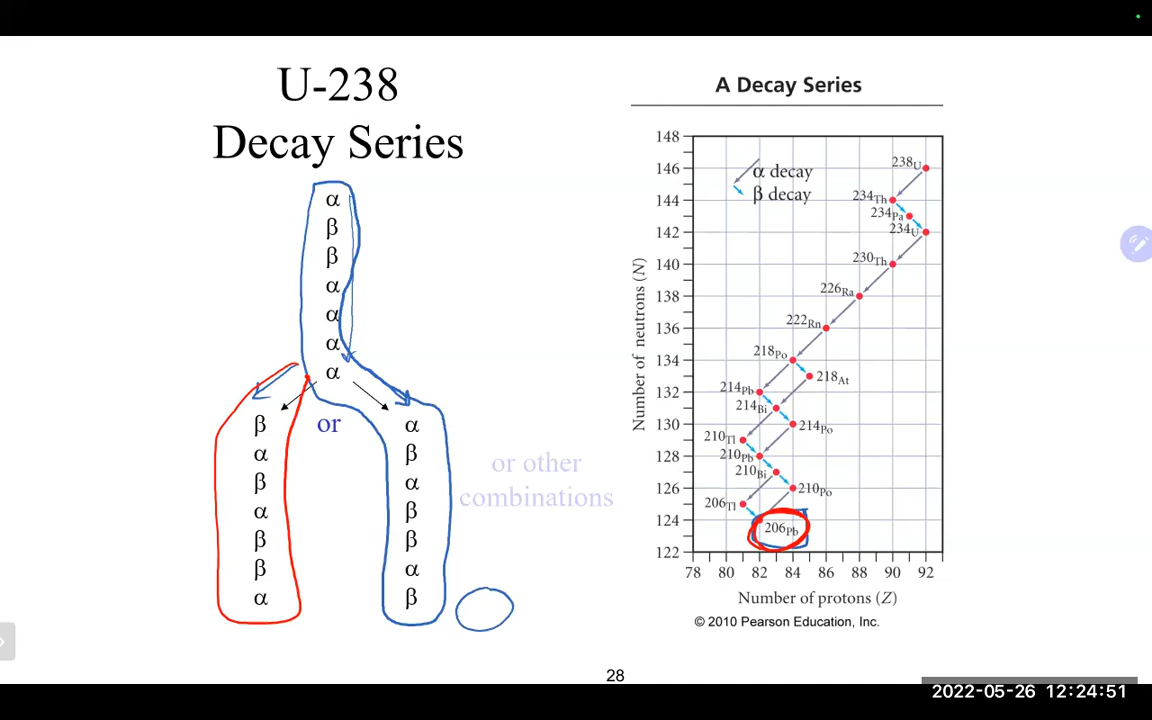 U-238
Decay Series
α
β
β
α
α
α
α
β
α
β
α
β
β
α
or
α
β
α
β
β
α
β
or other
combinations
A Decay Series
148
146
144
142
140
138
136
134
132
130
128
126
124
122
Number of neutrons (N)
α decay
β decay
238U
234Th
234Pa
234U
230Th
226Ra
222Rn
218Po
218At
214Pb
214Bi
214Po
210Tl
210Pb
210Bi
210Po
206Tl
206Pb
78 80 82 84 86 88 90 92
Number of protons (Z)
© 2010 Pearson Education, Inc.
28
2022-05-26 12:24:51